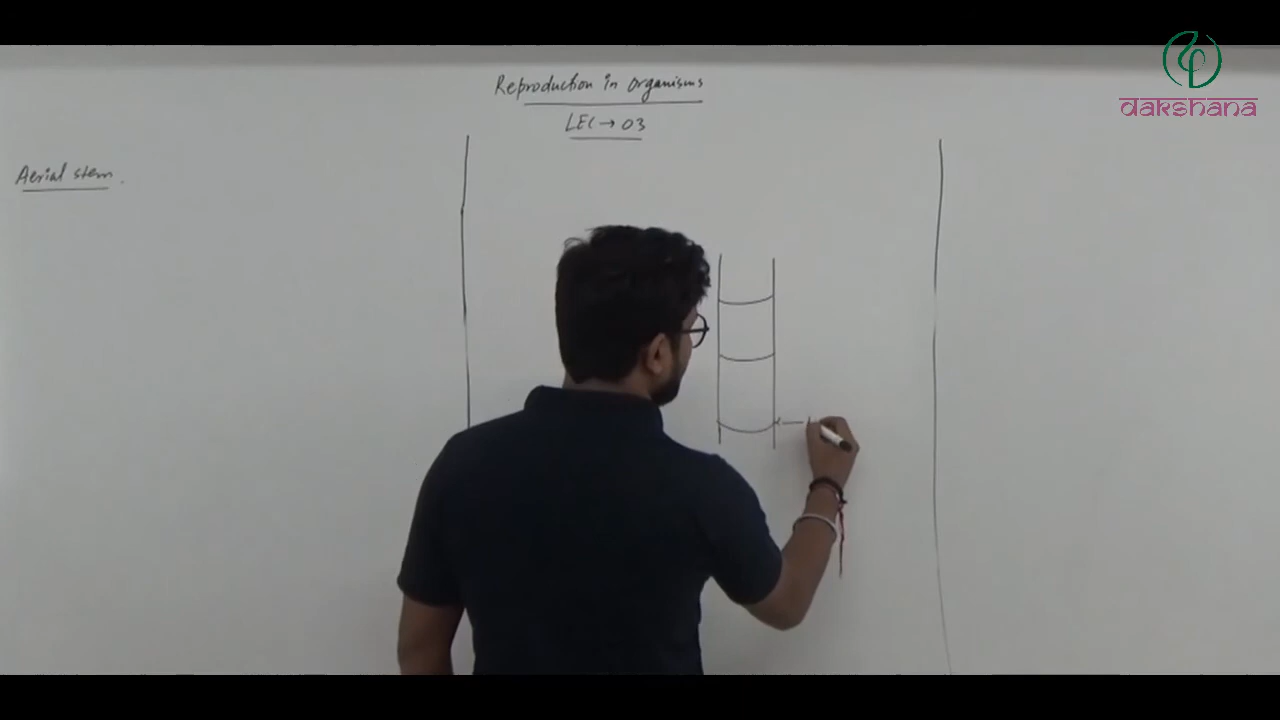 dakshana
Reproduction in organisms
LEC → 03
Aerial stem.